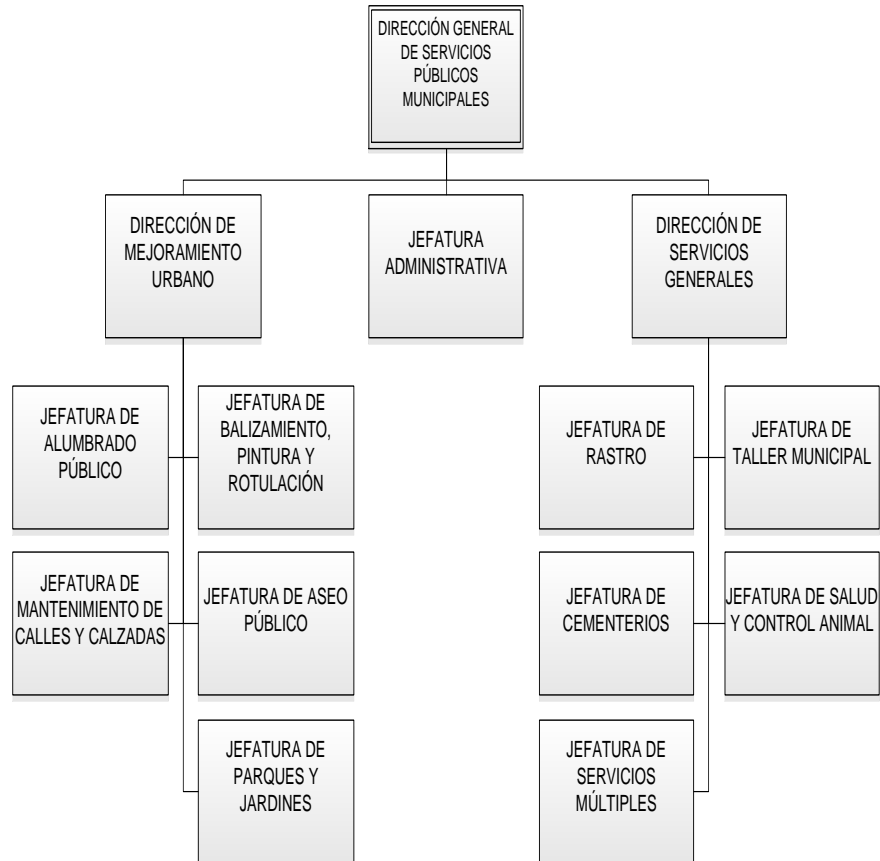 DIRECCIÓN GENERAL
DE SERVICIOS
PÚBLICOS
MUNICIPALES
DIRECCIÓN DE
MEJORAMIENTO
URBANO
JEFATURA
ADMINISTRATIVA
DIRECCIÓN DE
SERVICIOS
GENERALES
JEFATURA DE
ALUMBRADO
PÚBLICO
JEFATURA DE
BALIZAMIENTO,
PINTURA Y
ROTULACIÓN
JEFATURA DE
RASTRO
JEFATURA DE
TALLER MUNICIPAL
JEFATURA DE
MANTENIMIENTO DE
CALLES Y CALZADAS
JEFATURA DE ASEO
PÚBLICO
JEFATURA DE
CEMENTERIOS
JEFATURA DE SALUD
Y CONTROL ANIMAL
JEFATURA DE
PARQUES Y
JARDINES
JEFATURA DE
SERVICIOS
MÚLTIPLES